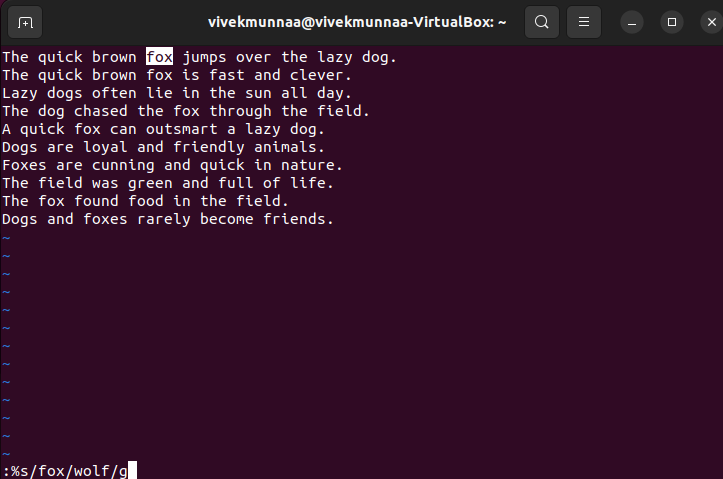 vivekmunnaa@vivekmunnaa-VirtualBox: ~
The quick brown fox jumps over the lazy dog.
The quick brown fox is fast and clever.
Lazy dogs often lie in the sun all day.
The dog chased the fox through the field.
A quick fox can outsmart a lazy dog.
Dogs are loyal and friendly animals.
Foxes are cunning and quick in nature.
The field was green and full of life.
The fox found food in the field.
Dogs and foxes rarely become friends.
~
~
~
~
~
~
~
~
~
~
~
~
~
:%s/fox/wolf/g